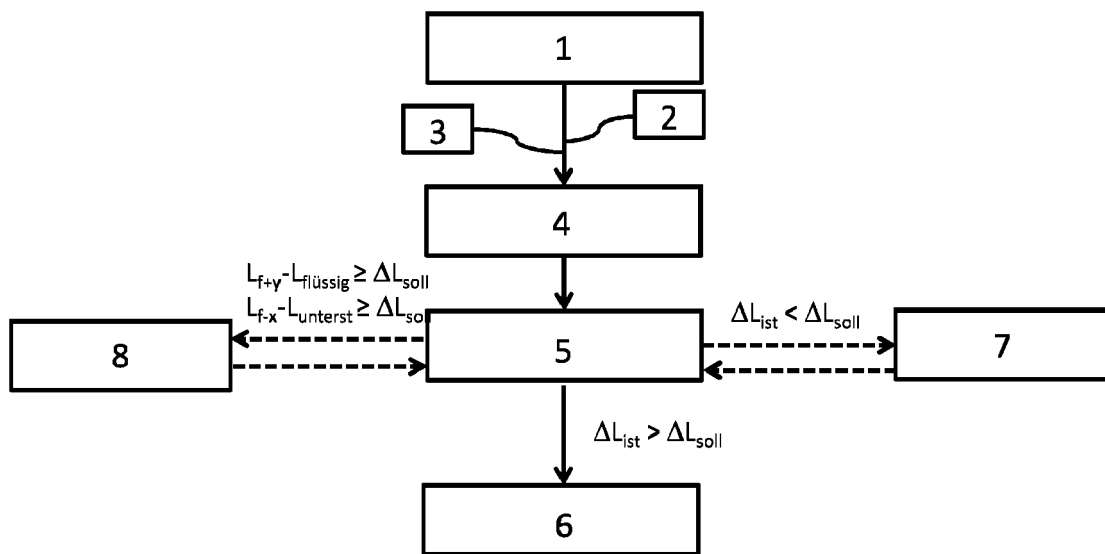 1
3
2
4
L_{f+y}-L_{flüssig} ≥ ΔL_{soll}
L_{f-x}-L_{unterst} ≥ ΔL_{soll}
ΔL_{ist} < ΔL_{soll}
8
5
7
ΔL_{ist} > ΔL_{soll}
6